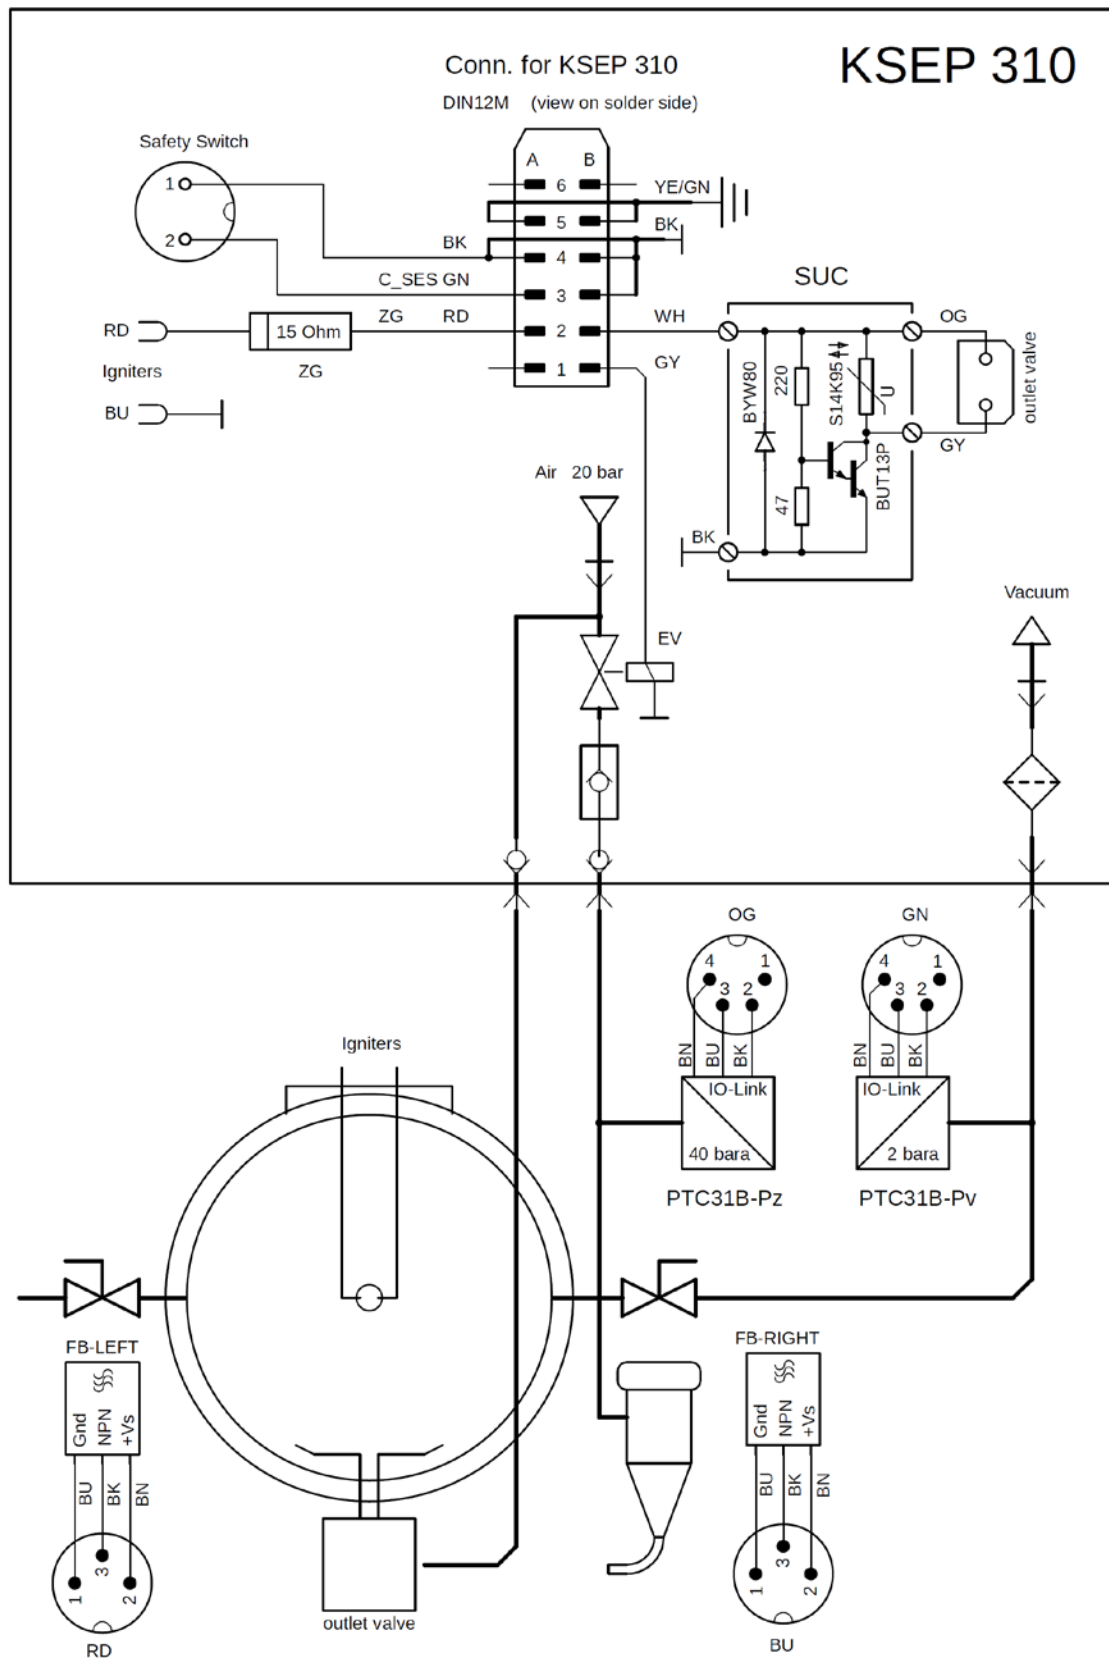 KSEP 310
Conn. for KSEP 310
DIN12M (view on solder side)
Safety Switch
A B
1
6
YE/GN
5
2
BK
BK
4
C_SES GN
3
SUC
RD
15 Ohm
ZG RD
2
WH
OG
Igniters
ZG
1
GY
BYW80
220
S14K95
U
outlet valve
BU
GY
BUT13P
Air 20 bar
47
BK
Vacuum
EV
OG
GN
4 1
3 2
4 1
3 2
Igniters
BN BU BK
BN BU BK
IO-Link
IO-Link
40 bara
2 bara
PTC31B-Pz
PTC31B-Pv
FB-LEFT
FB-RIGHT
Gnd NPN +Vs
Gnd NPN +Vs
BU BK BN
BU BK BN
1 3 2
1 3 2
outlet valve
RD
BU